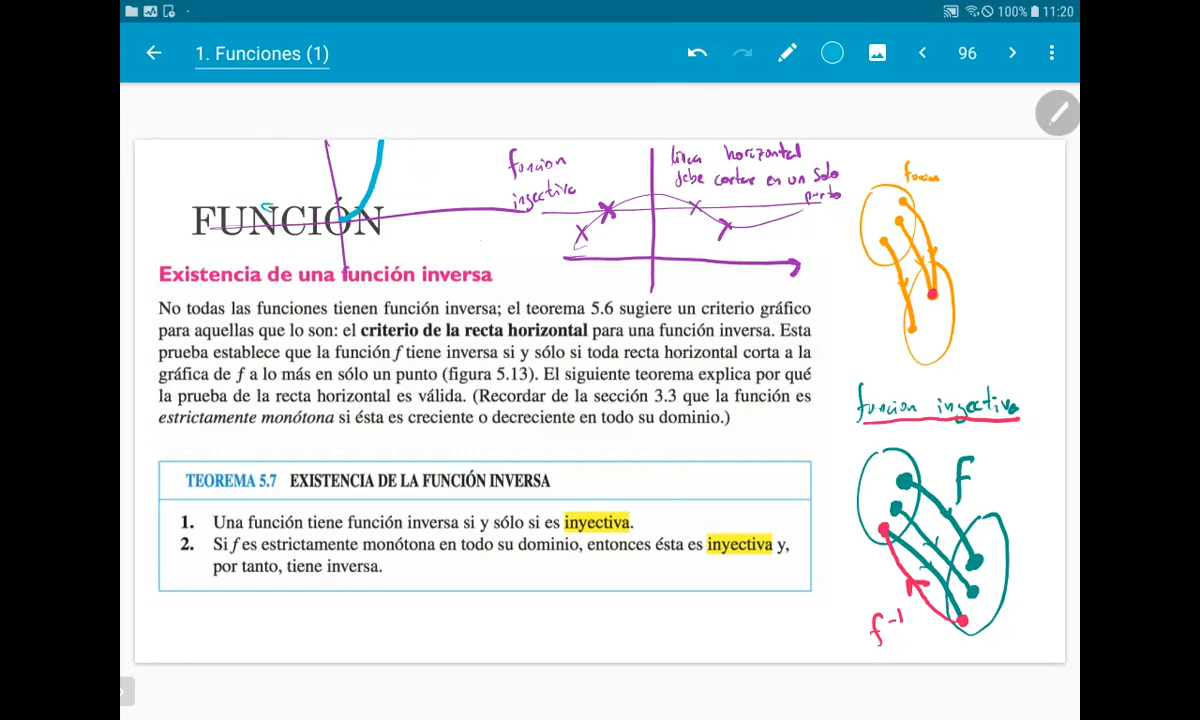 100% 11:20
1. Funciones (1)
96
funcion
inyectiva
línea horizontal
debe cortar en un solo
punto
funcion
FUNCIÓN
Existencia de una función inversa
No todas las funciones tienen función inversa; el teorema 5.6 sugiere un criterio gráfico
para aquellas que lo son: el criterio de la recta horizontal para una función inversa. Esta
prueba establece que la función f tiene inversa si y sólo si toda recta horizontal corta a la
gráfica de f a lo más en sólo un punto (figura 5.13). El siguiente teorema explica por qué
la prueba de la recta horizontal es válida. (Recordar de la sección 3.3 que la función es
estrictamente monótona si ésta es creciente o decreciente en todo su dominio.)
funcion inyectiva
TEOREMA 5.7 EXISTENCIA DE LA FUNCIÓN INVERSA
1. Una función tiene función inversa si y sólo si es inyectiva.
2. Si f es estrictamente monótona en todo su dominio, entonces ésta es inyectiva y,
por tanto, tiene inversa.
f
f⁻¹